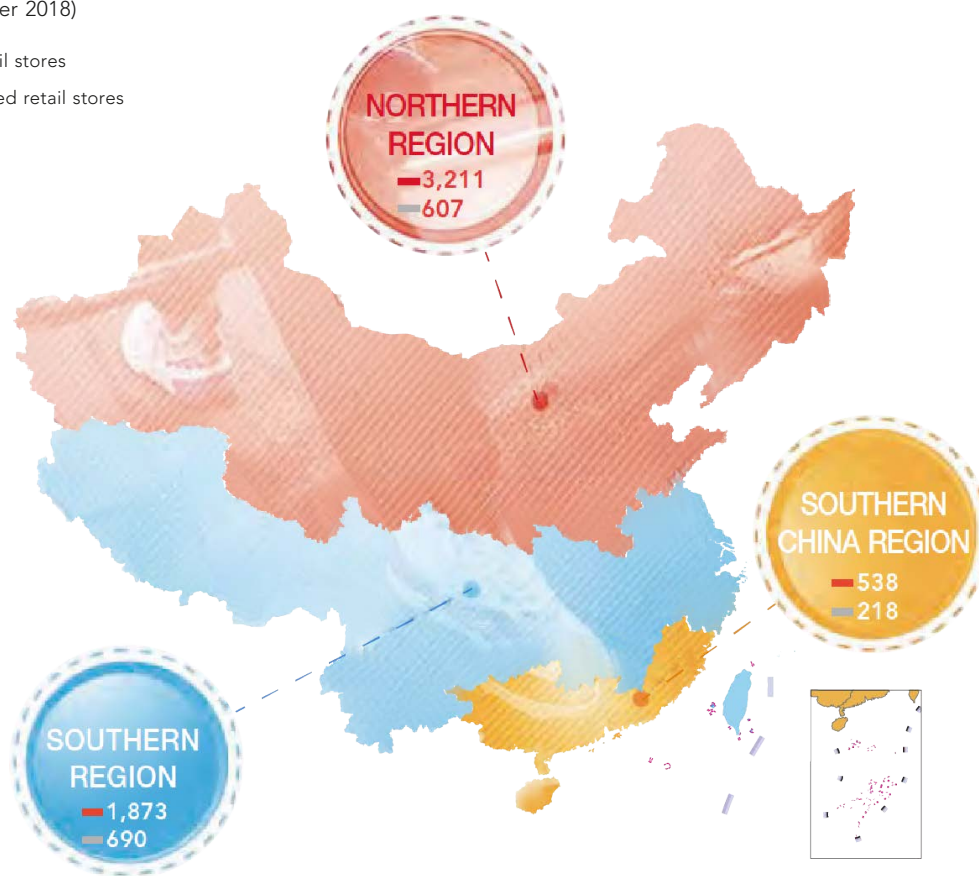 er 2018)
il stores
ed retail stores
NORTHERN
REGION
3,211
607
SOUTHERN
CHINA REGION
538
218
SOUTHERN
REGION
1,873
690